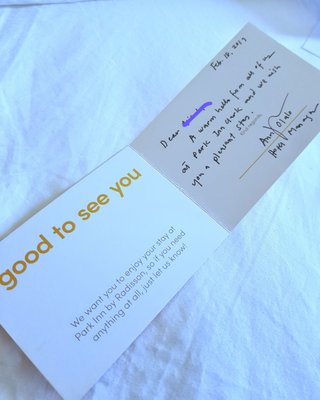 Feb. 18, 2017
Dear
A warm hello from all of us
at Park Inn Clark and we wish
you a pleasant stay.
Hotel Manager
good to see you
We want you to enjoy your stay at
Park Inn by Radisson, so if you need
anything at all, just let us know!